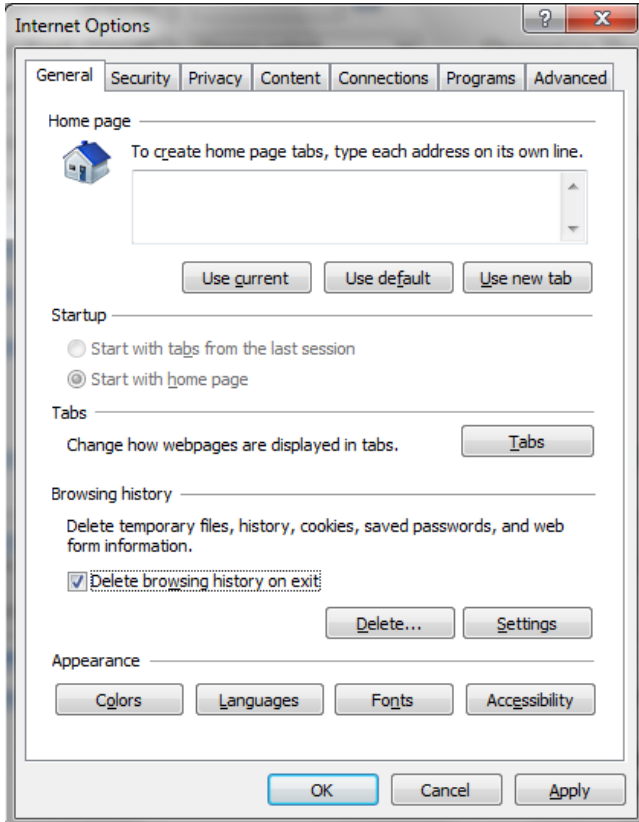 Internet Options
?
X
General Security Privacy Content Connections Programs Advanced
Home page
To create home page tabs, type each address on its own line.
Use current Use default Use new tab
Startup
Start with tabs from the last session
Start with home page
Tabs
Change how webpages are displayed in tabs. Tabs
Browsing history
Delete temporary files, history, cookies, saved passwords, and web
form information.
Delete browsing history on exit
Delete... Settings
Appearance
Colors Languages Fonts Accessibility
OK Cancel Apply